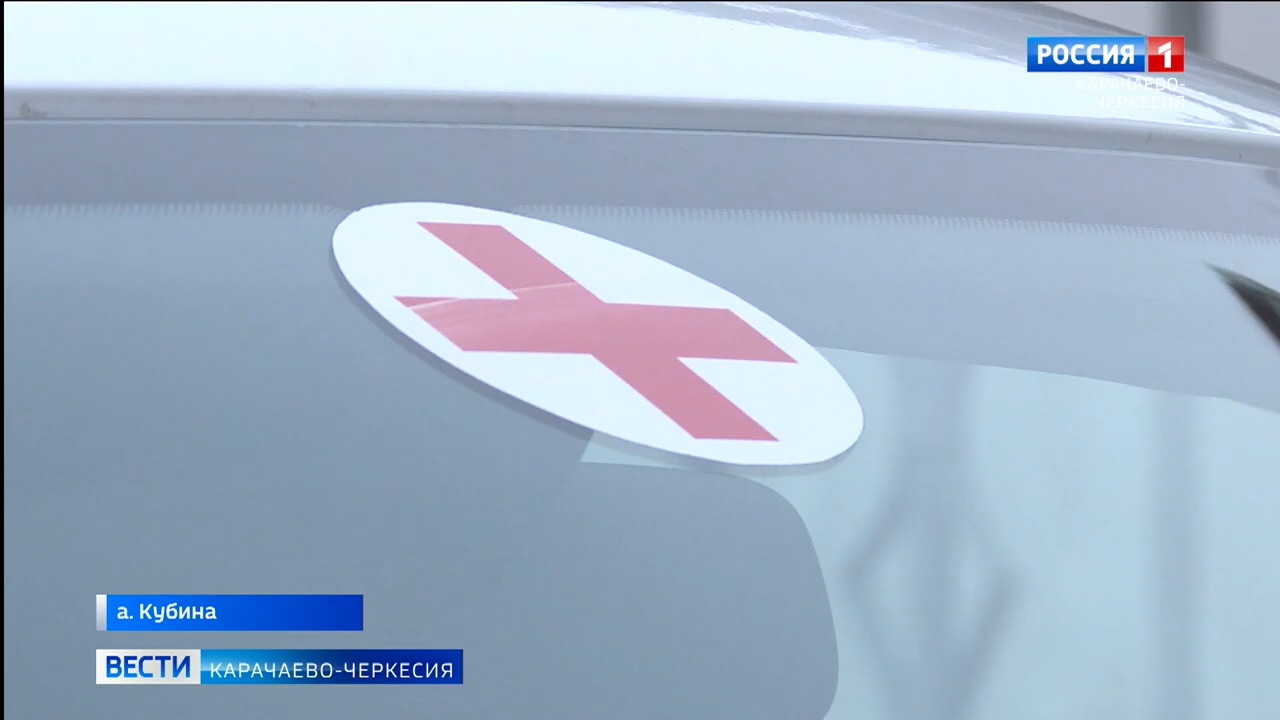 РОССИЯ 1
КАРАЧАЕВО-
ЧЕРКЕСИЯ
а. Кубина
ВЕСТИ КАРАЧАЕВО-ЧЕРКЕСИЯ